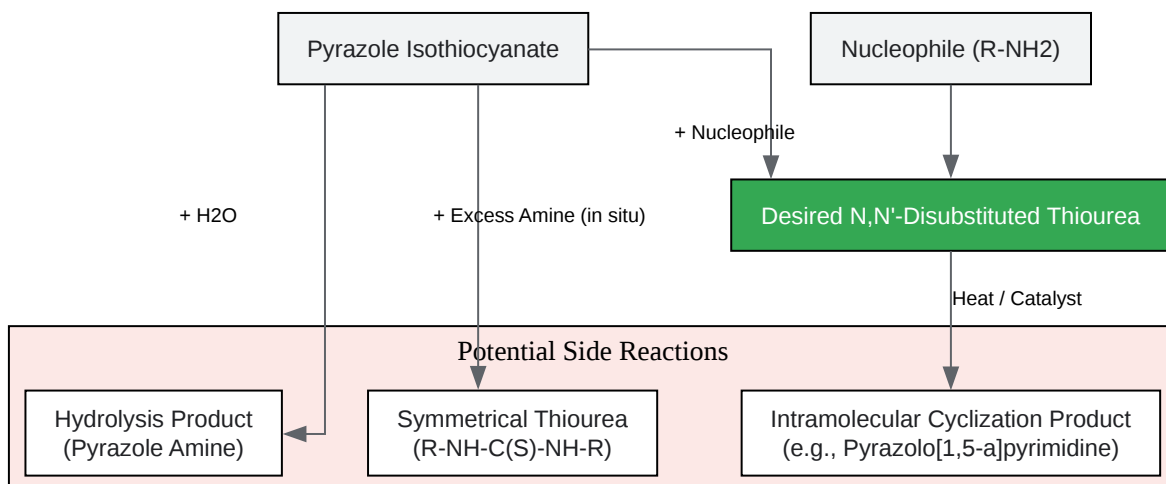 Pyrazole Isothiocyanate
Nucleophile (R-NH2)
+ Nucleophile
+ H2O
+ Excess Amine (in situ)
Desired N,N'-Disubstituted Thiourea
Heat / Catalyst
Potential Side Reactions
Hydrolysis Product
(Pyrazole Amine)
Symmetrical Thiourea
(R-NH-C(S)-NH-R)
Intramolecular Cyclization Product
(e.g., Pyrazolo[1,5-a]pyrimidine)